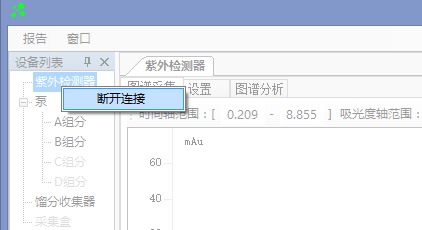 报告 窗口
设备列表
紫外检测器
紫外检测器
断开连接
泵
A组分
B组分
C组分
D组分
馏分收集器
采集盒
图谱采集 设置 图谱分析
时间轴范围:[ 0.209 - 8.855 ] 吸光度轴范围:
mAu
60
40
20